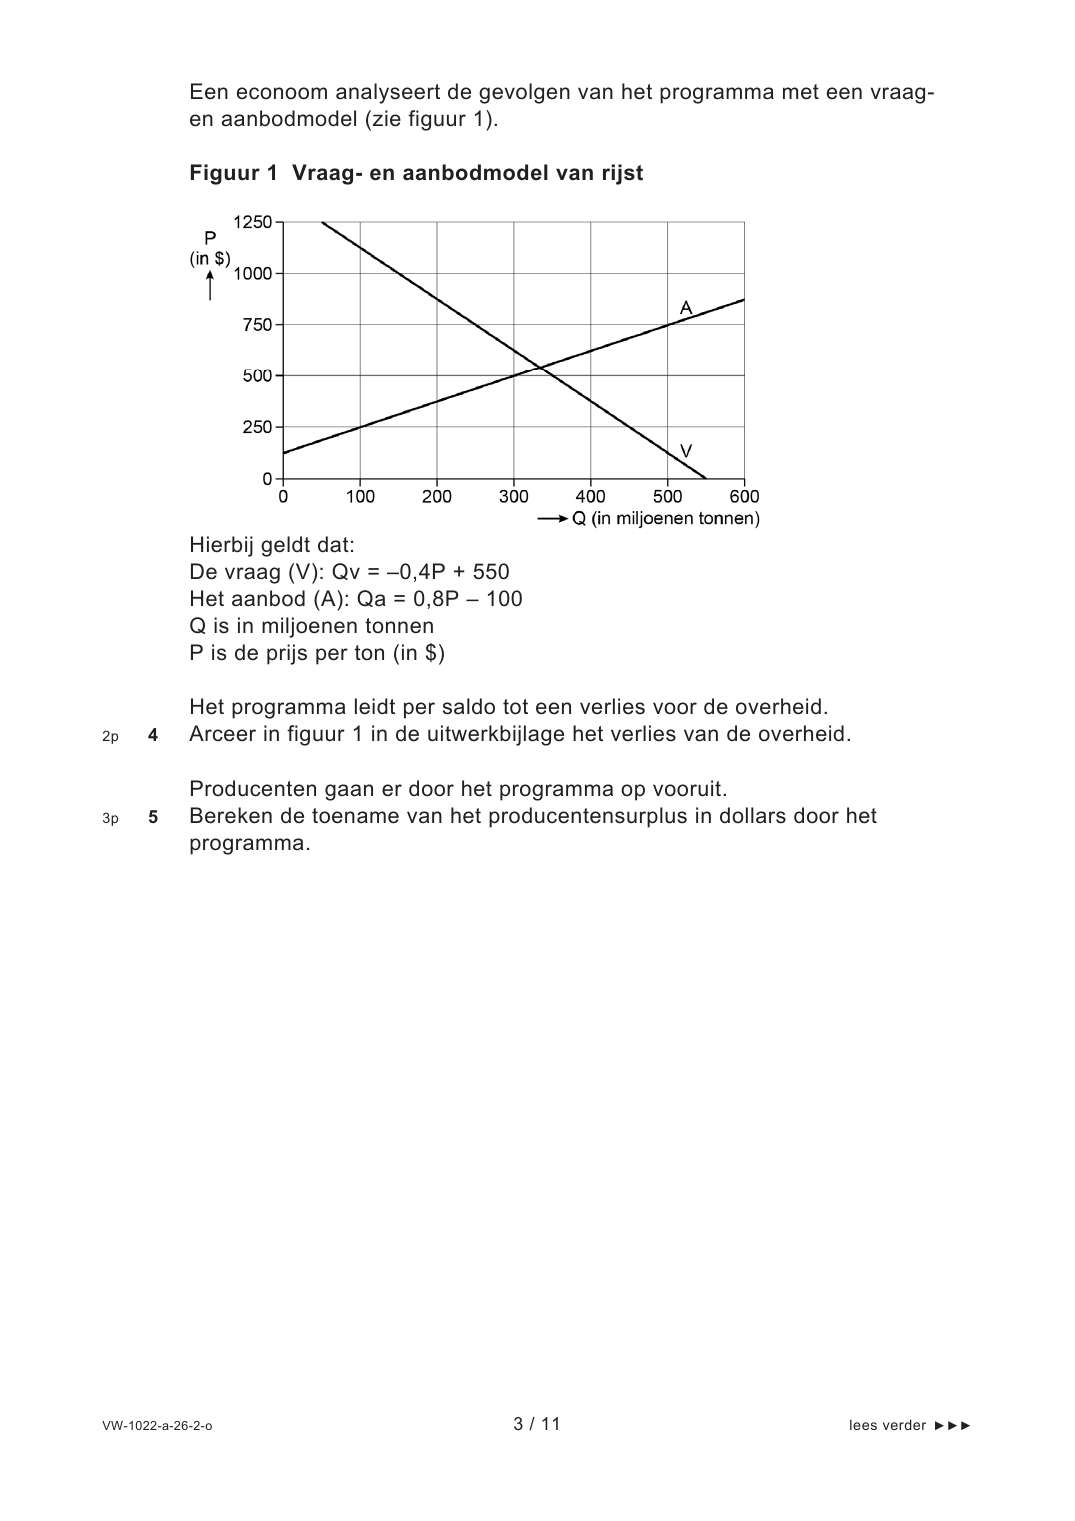 Een econoom analyseert de gevolgen van het programma met een vraag-
en aanbodmodel (zie figuur 1).
Figuur 1  Vraag- en aanbodmodel van rijst
1250
P
(in $)
1000
A
750
500
250
V
0
0 100 200 300 400 500 600
Q (in miljoenen tonnen)
Hierbij geldt dat:
De vraag (V): Qv = –0,4P + 550
Het aanbod (A): Qa = 0,8P – 100
Q is in miljoenen tonnen
P is de prijs per ton (in $)
Het programma leidt per saldo tot een verlies voor de overheid.
2p 4 Arceer in figuur 1 in de uitwerkbijlage het verlies van de overheid.
Producenten gaan er door het programma op vooruit.
3p 5 Bereken de toename van het producentensurplus in dollars door het
programma.
VW-1022-a-26-2-o 3 / 11 lees verder ►►►